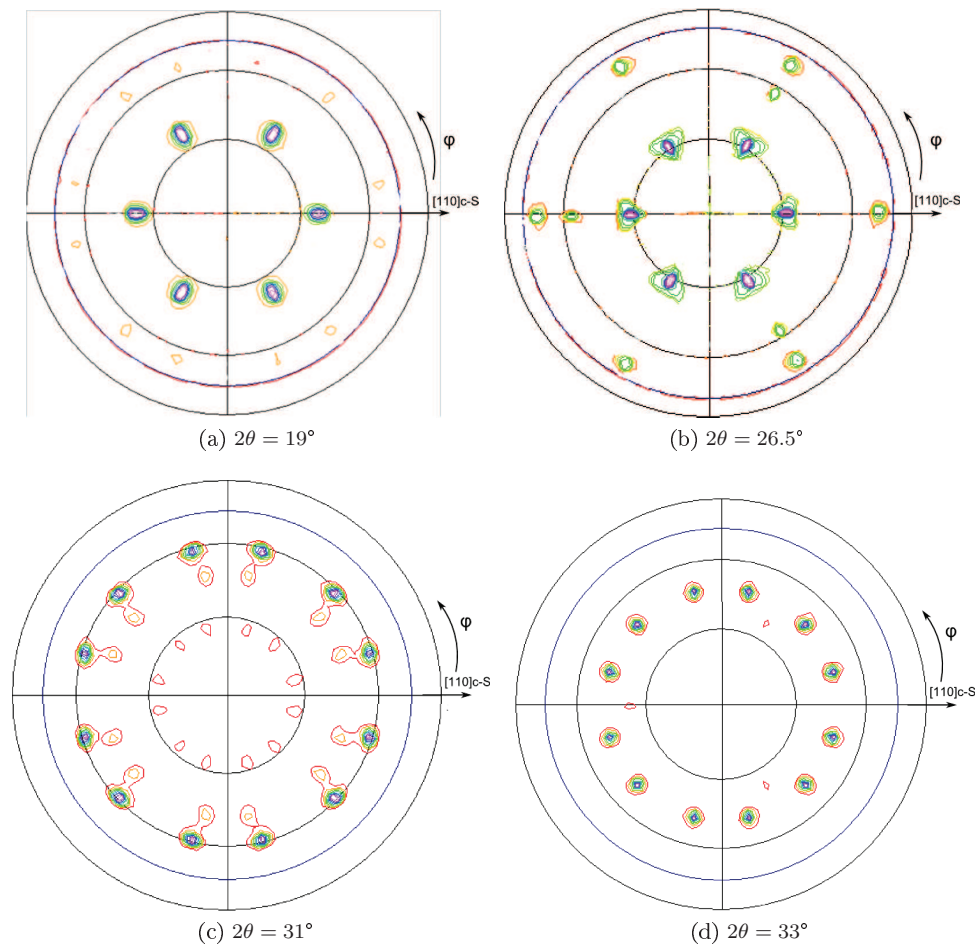 φ
[110]c-S
φ
[110]c-S
(a) 2θ = 19°
(b) 2θ = 26.5°
φ
[110]c-S
φ
[110]c-S
(c) 2θ = 31°
(d) 2θ = 33°